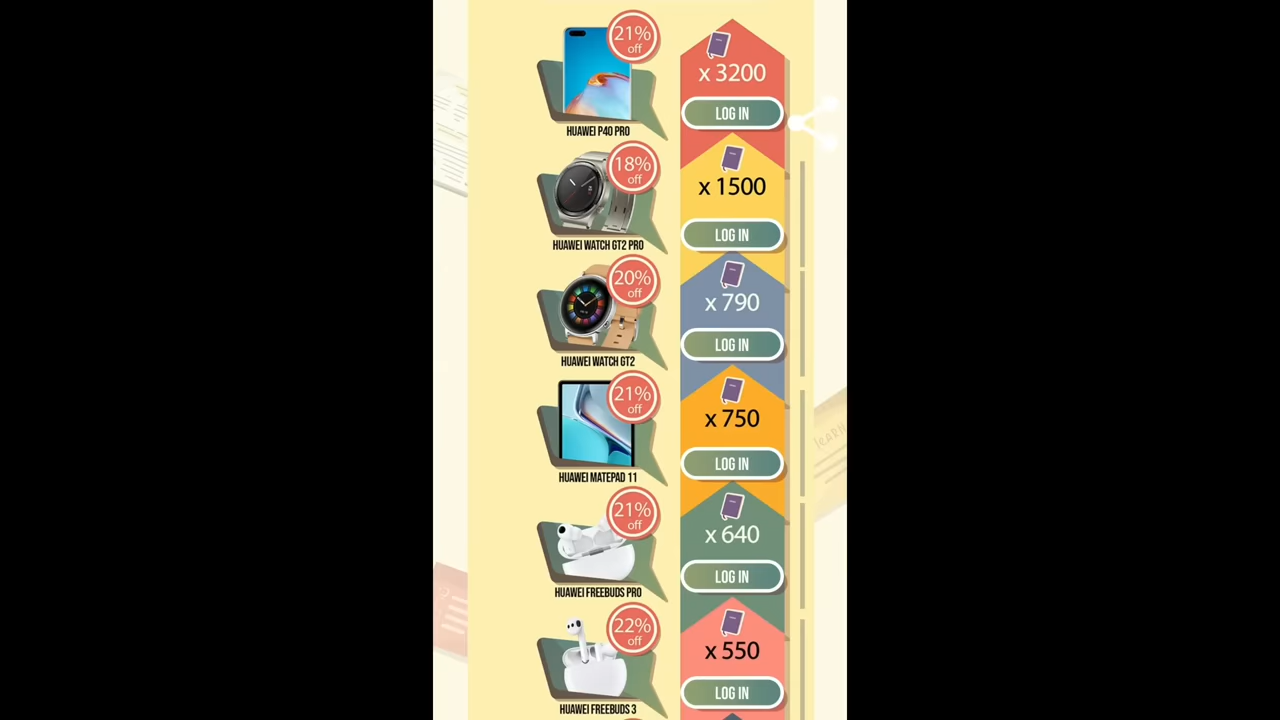 21%
off
x 3200
LOG IN
HUAWEI P40 PRO
18%
off
x 1500
LOG IN
HUAWEI WATCH GT2 PRO
20%
off
x 790
LOG IN
HUAWEI WATCH GT2
21%
off
x 750
LOG IN
HUAWEI MATEPAD 11
21%
off
x 640
LOG IN
HUAWEI FREEBUDS PRO
22%
off
x 550
LOG IN
HUAWEI FREEBUDS 3
LEARN